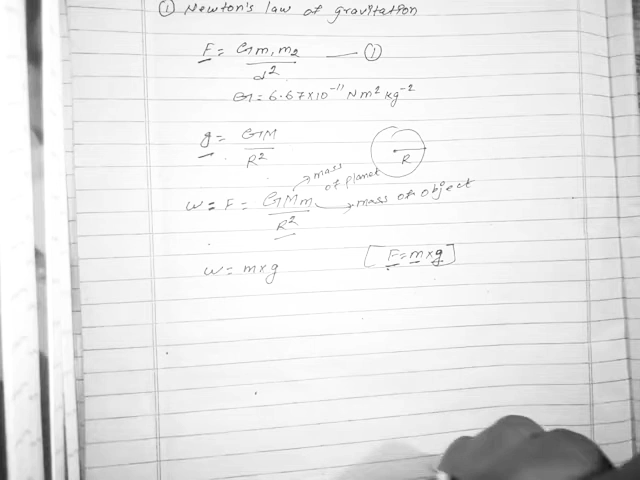 ① Newton's law of gravitation
F = Gm₁m₂ / d² — ①
G = 6.67×10⁻¹¹ Nm² kg⁻²
g = GM / R²
R
→ mass of planet
W = F = GMm / R² → mass of object
W = m×g [F=m×g]